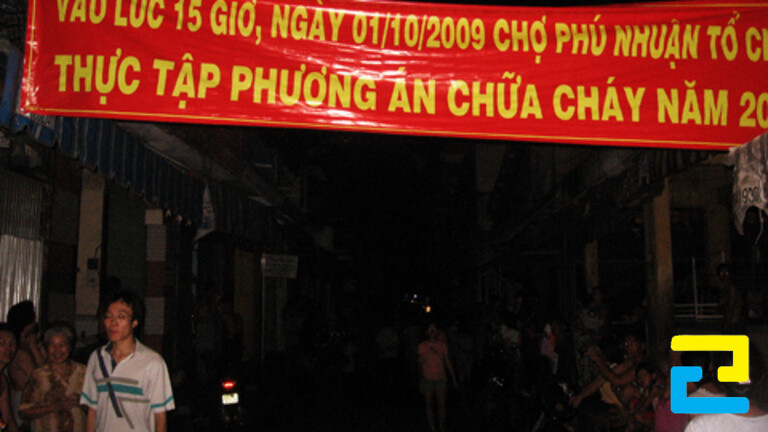 VÀO LÚC 15 GIỜ, NGÀY 01/10/2009 CHỢ PHÚ NHUẬN TỔ
THỰC TẬP PHƯƠNG ÁN CHỮA CHÁY NĂM 20